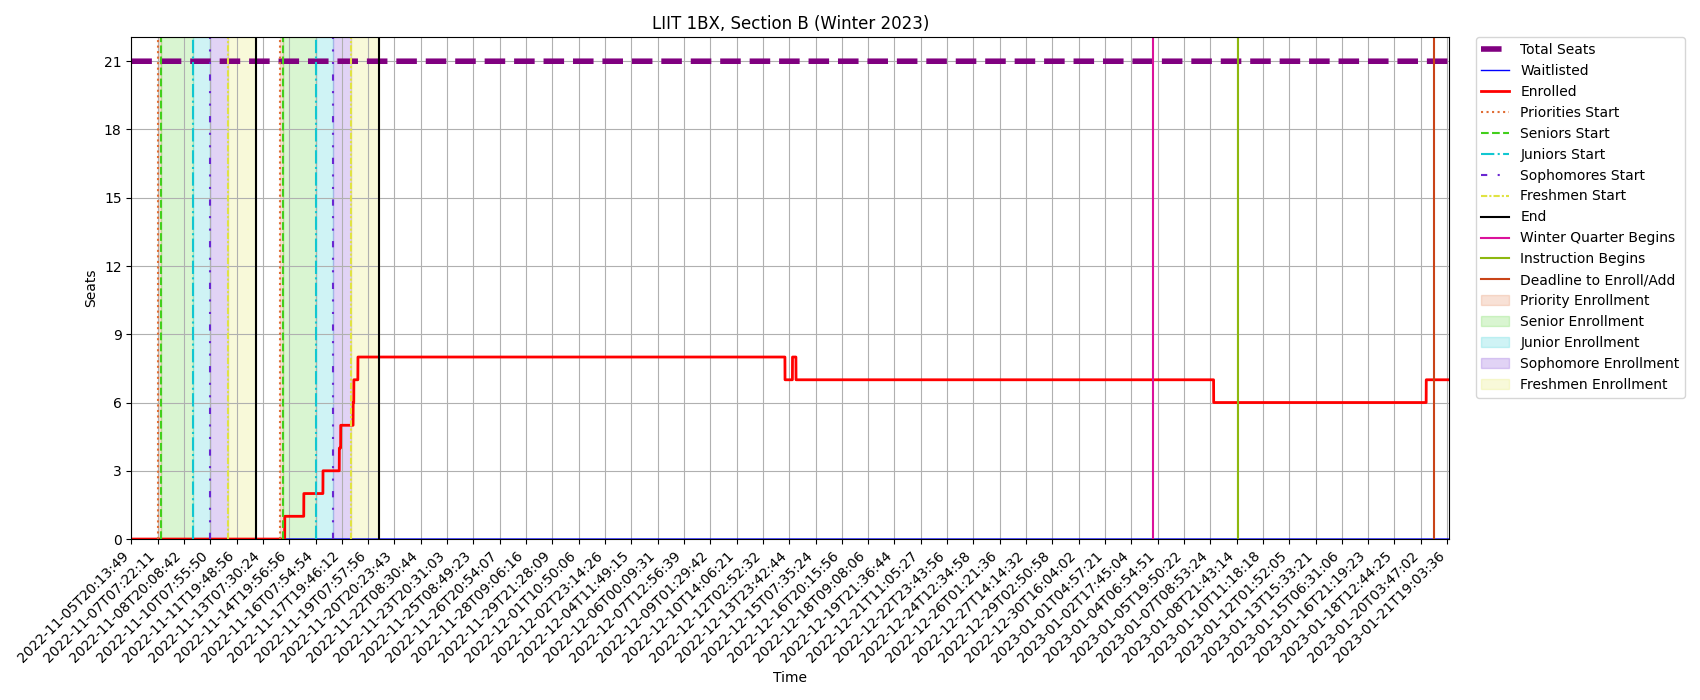 LIIT 1BX, Section B (Winter 2023)
Seats
21
18
15
12
9
6
3
0
2022-11-05T20:13:49
2022-11-07T07:22:11
2022-11-08T20:08:42
2022-11-10T07:55:50
2022-11-11T19:48:56
2022-11-13T07:30:24
2022-11-14T19:56:56
2022-11-16T07:54:54
2022-11-17T19:46:12
2022-11-19T07:57:56
2022-11-20T20:23:43
2022-11-22T08:30:44
2022-11-23T20:31:03
2022-11-25T08:49:23
2022-11-26T20:54:07
2022-11-28T09:06:16
2022-11-29T21:28:09
2022-12-01T10:50:06
2022-12-02T23:14:26
2022-12-04T11:49:15
2022-12-06T00:09:31
2022-12-07T12:56:39
2022-12-09T01:29:42
2022-12-10T14:06:21
2022-12-12T02:52:32
2022-12-13T23:42:44
2022-12-15T07:35:24
2022-12-16T20:15:56
2022-12-18T09:08:06
2022-12-19T21:36:44
2022-12-21T11:05:27
2022-12-22T23:43:56
2022-12-24T12:34:58
2022-12-26T01:21:36
2022-12-27T14:14:32
2022-12-29T02:50:58
2022-12-30T16:04:02
2023-01-01T04:57:21
2023-01-02T17:45:04
2023-01-04T06:54:51
2023-01-05T19:50:22
2023-01-07T08:53:24
2023-01-08T21:43:14
2023-01-10T11:18:18
2023-01-12T01:52:05
2023-01-13T15:33:21
2023-01-15T06:31:06
2023-01-16T21:19:23
2023-01-18T12:44:25
2023-01-20T03:47:02
2023-01-21T19:03:36
Time
Total Seats
Waitlisted
Enrolled
Priorities Start
Seniors Start
Juniors Start
Sophomores Start
Freshmen Start
End
Winter Quarter Begins
Instruction Begins
Deadline to Enroll/Add
Priority Enrollment
Senior Enrollment
Junior Enrollment
Sophomore Enrollment
Freshmen Enrollment